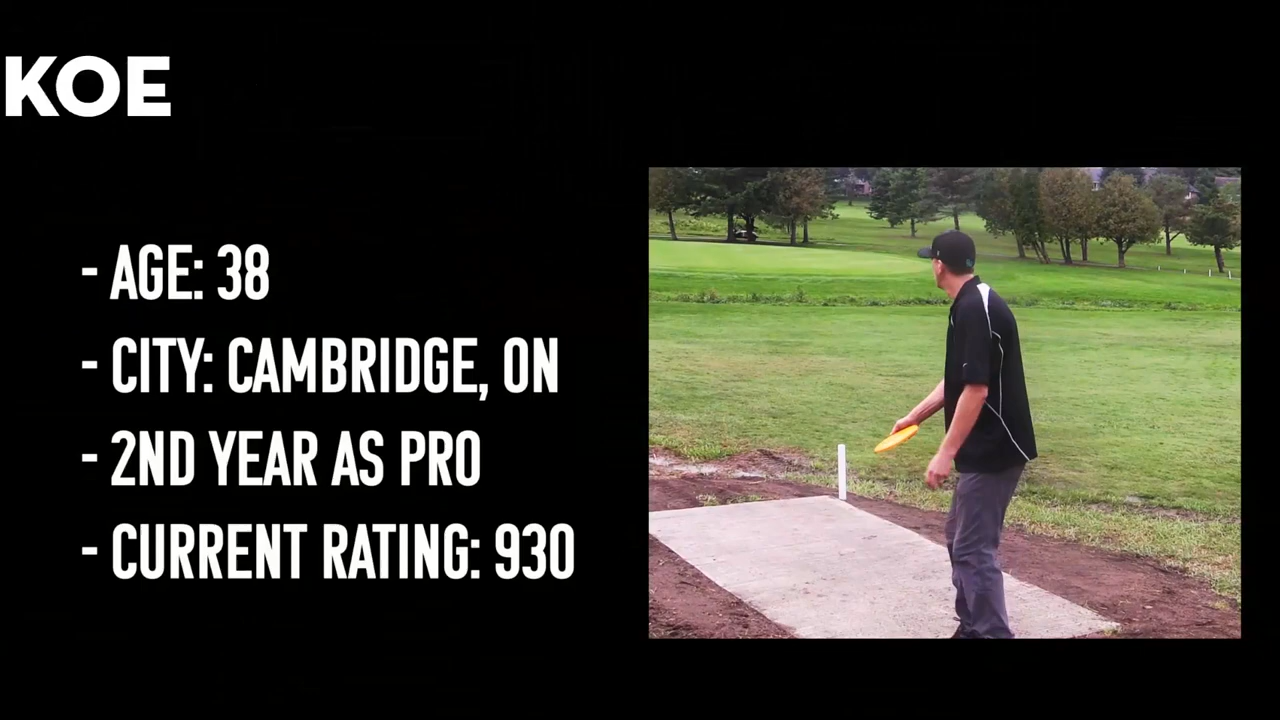 KOE
- AGE: 38
- CITY: CAMBRIDGE, ON
- 2ND YEAR AS PRO
- CURRENT RATING: 930